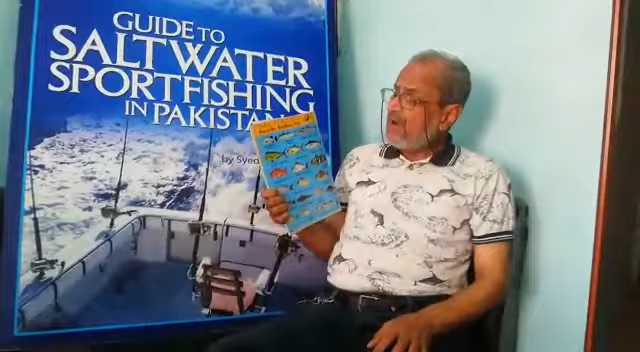 GUIDE TO
SALTWATER
SPORTFISHING
IN PAKISTAN
by Syed